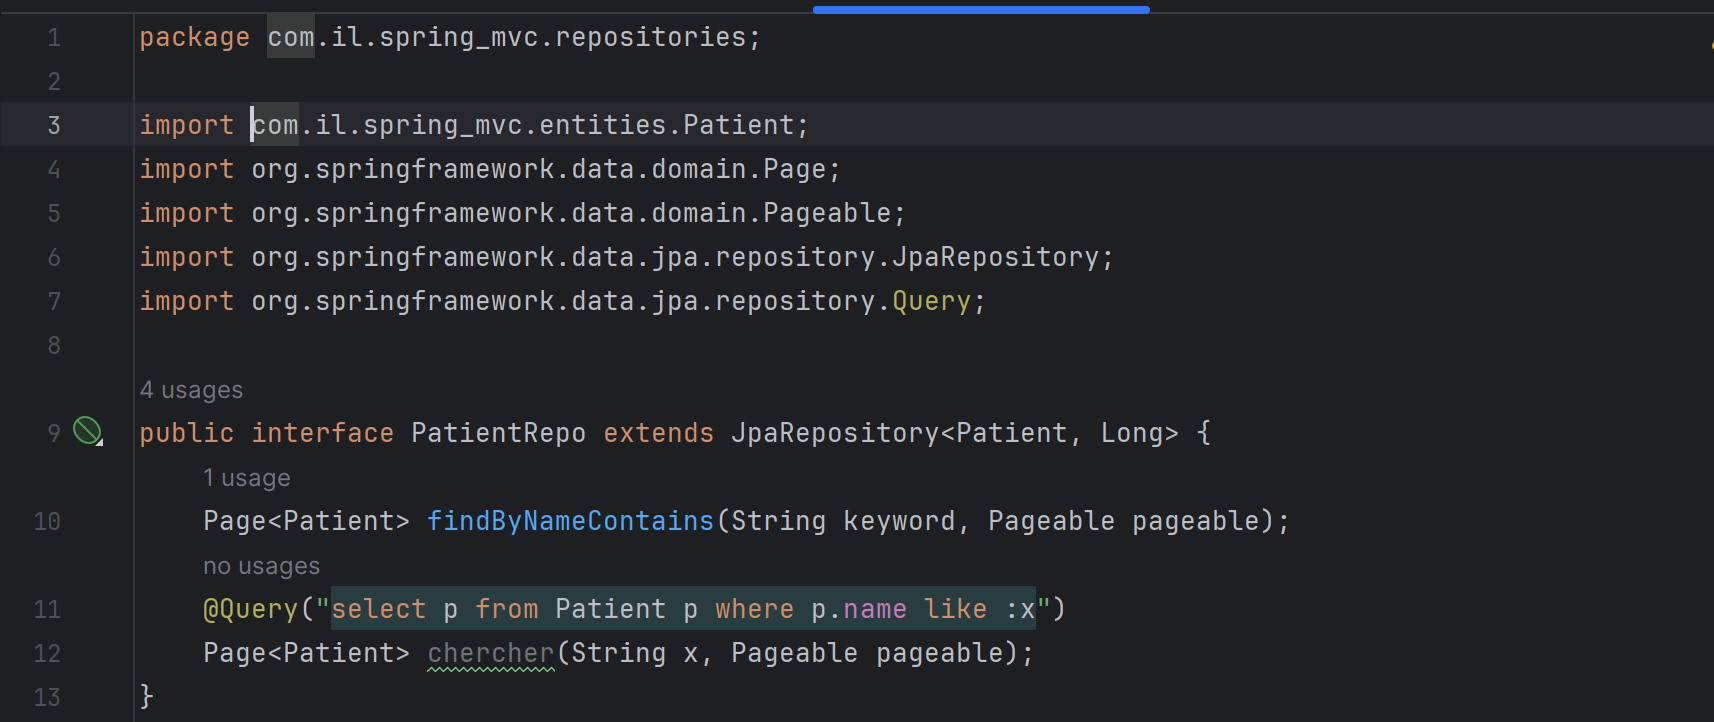 1 package com.il.spring_mvc.repositories;
2
3 import com.il.spring_mvc.entities.Patient;
4 import org.springframework.data.domain.Page;
5 import org.springframework.data.domain.Pageable;
6 import org.springframework.data.jpa.repository.JpaRepository;
7 import org.springframework.data.jpa.repository.Query;
8
4 usages
9 public interface PatientRepo extends JpaRepository<Patient, Long> {
1 usage
10 Page<Patient> findByNameContains(String keyword, Pageable pageable);
no usages
11 @Query("select p from Patient p where p.name like :x")
12 Page<Patient> chercher(String x, Pageable pageable);
13 }